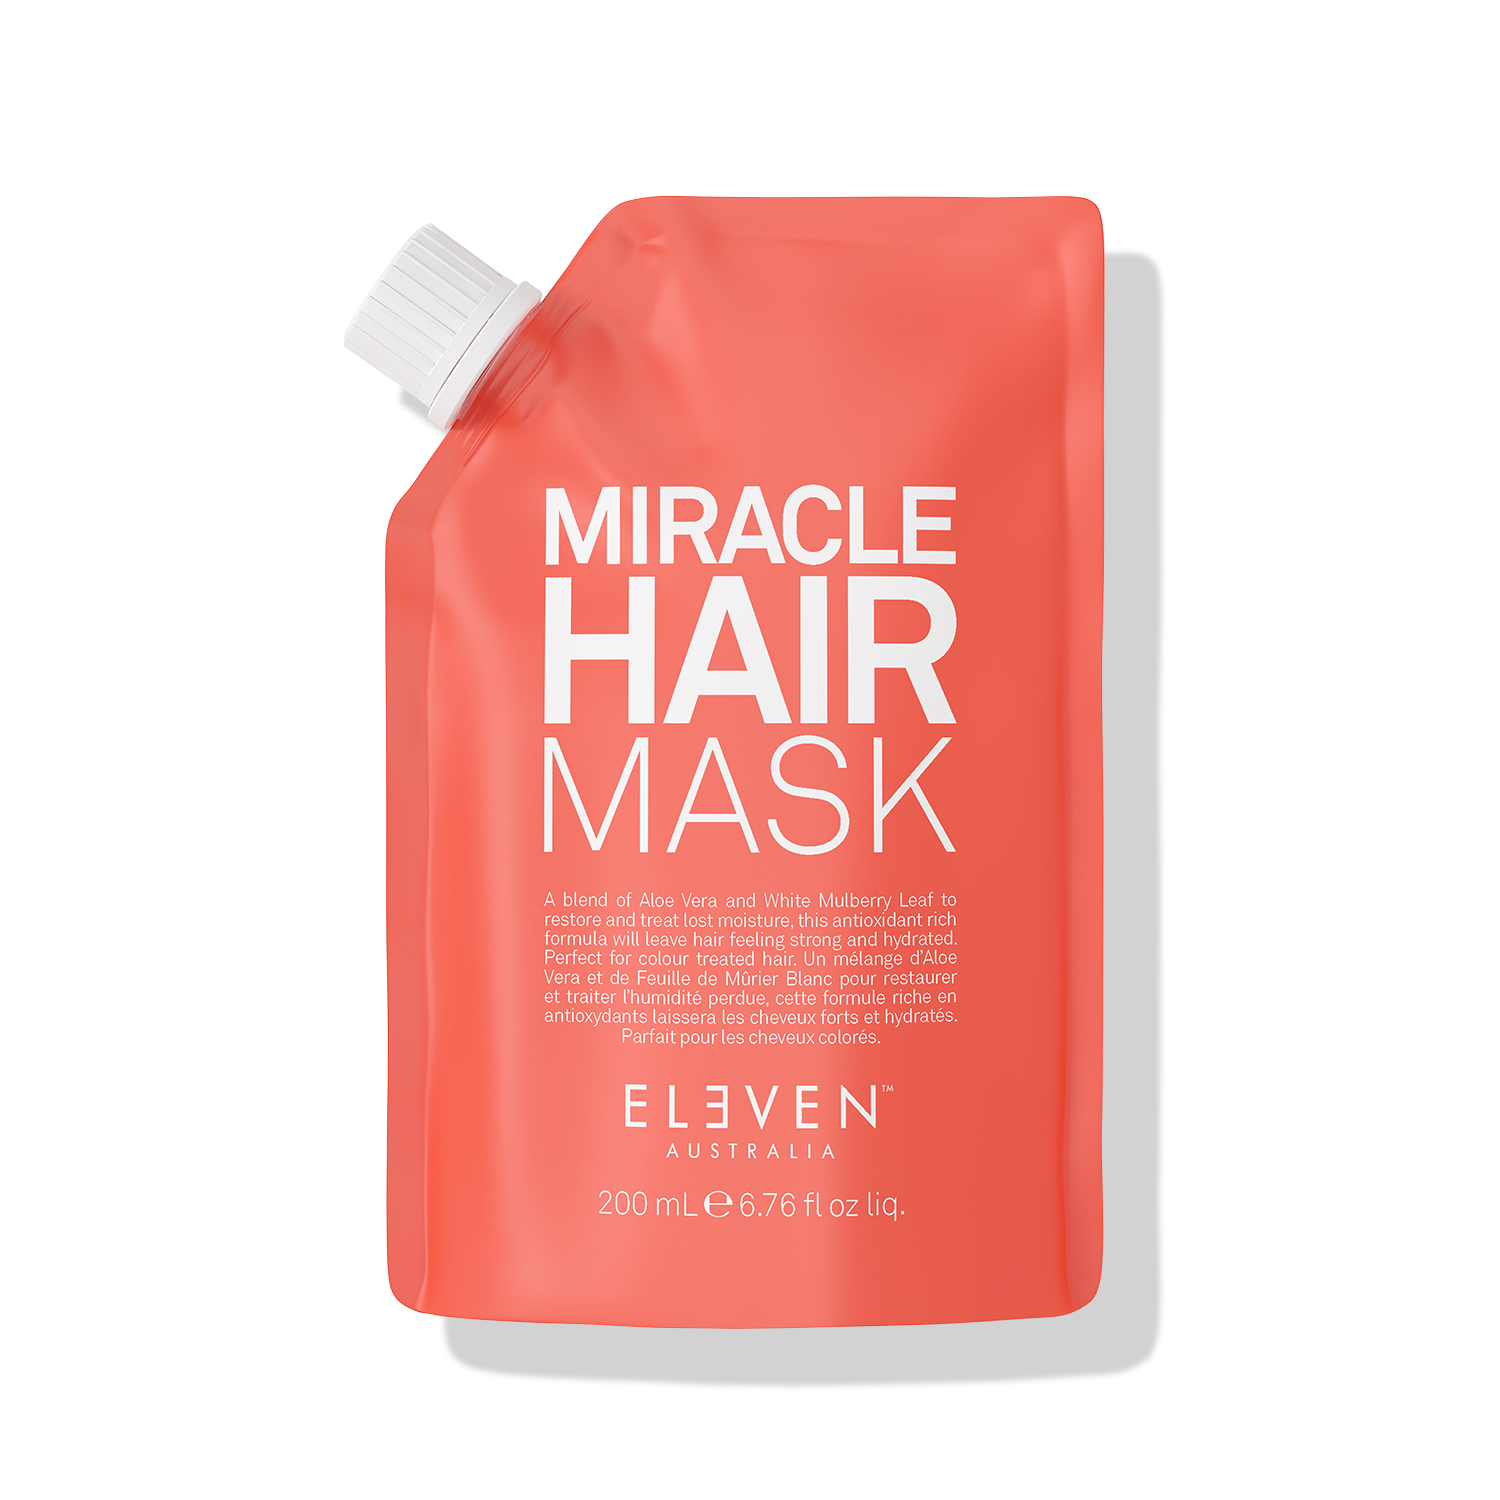 MIRACLE
HAIR
MASK
A blend of Aloe Vera and White Mulberry Leaf to
restore and treat lost moisture, this antioxidant rich
formula will leave hair feeling strong and hydrated.
Perfect for colour treated hair. Un mélange d'Aloe
Vera et de Feuille de Mûrier Blanc pour restaurer
et traiter l'humidité perdue, cette formule riche en
antioxydants laissera les cheveux forts et hydratés.
Parfait pour les cheveux colorés.
ELEVEN™
AUSTRALIA
200 mL ℮ 6.76 fl oz liq.